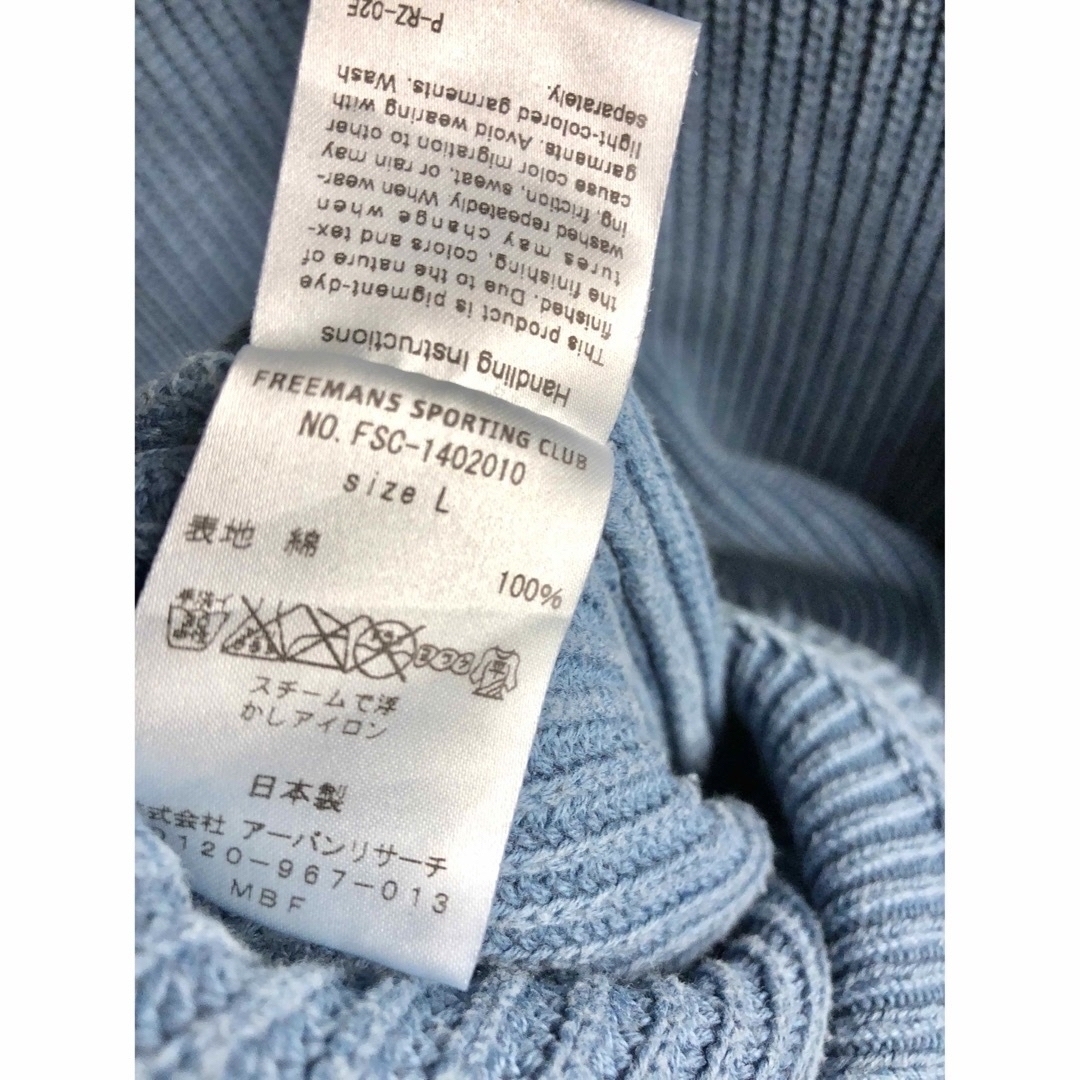 FREEMANS SPORTING CLUB
NO. FSC-1402010
size L
表地 綿
100%
スチームで浮
かしアイロン
日本製
式会社 アーバンリサーチ
120-967-013
MBF
Handling Instructions
This product is pigment-dye
finished. Due to the nature of
the finishing, colors and tex-
tures may change when
washed repeatedly. When wear-
ing, friction, sweat, or rain may
cause color migration to other
garments. Avoid wearing with
light-colored garments. Wash
separately.
P-RZ-02E